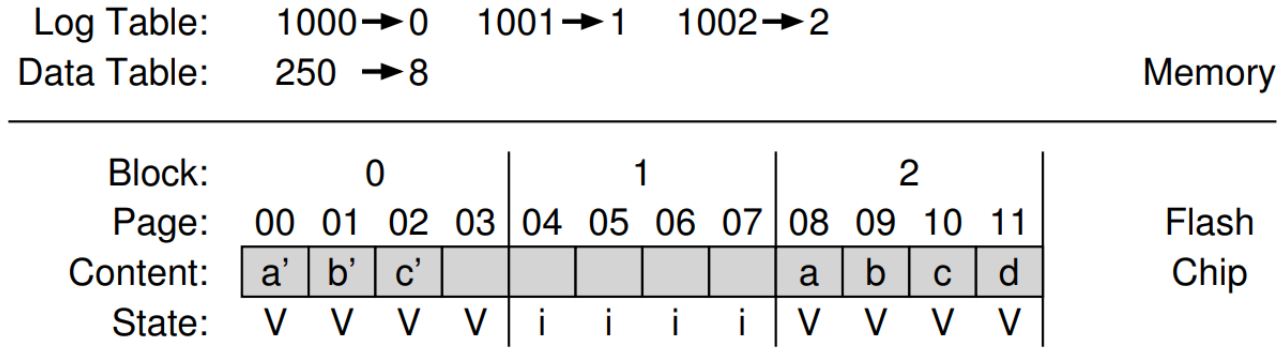 Log Table: 1000→0 1001→1 1002→2
Data Table: 250 →8 Memory
Block: 0 1 2
Page: 00 01 02 03 04 05 06 07 08 09 10 11 Flash
Content: a’ b’ c’ a b c d Chip
State: V V V V i i i i V V V V